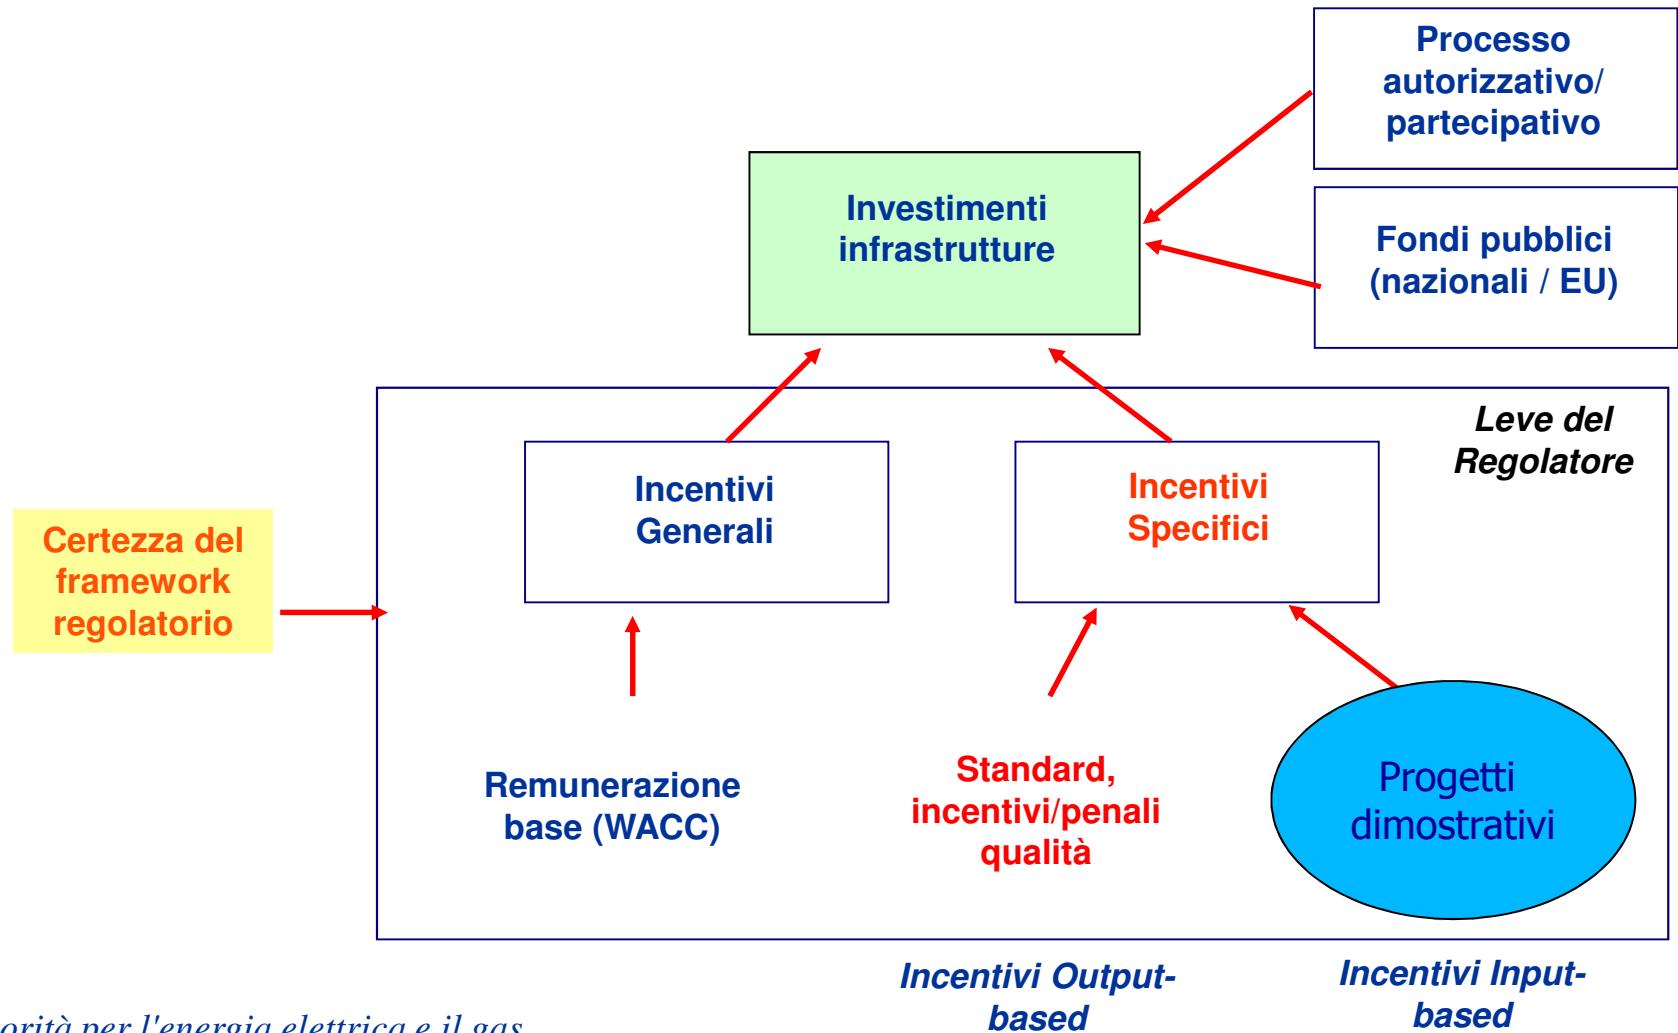 Processo
autorizzativo/
partecipativo
Investimenti
infrastrutture
Fondi pubblici
(nazionali / EU)
Leve del
Regolatore
Incentivi
Generali
Incentivi
Specifici
Certezza del
framework
regolatorio
Remunerazione
base (WACC)
Standard,
incentivi/penali
qualità
Progetti
dimostrativi
Incentivi Output-
based
Incentivi Input-
based
orità per l'energia elettrica e il gas